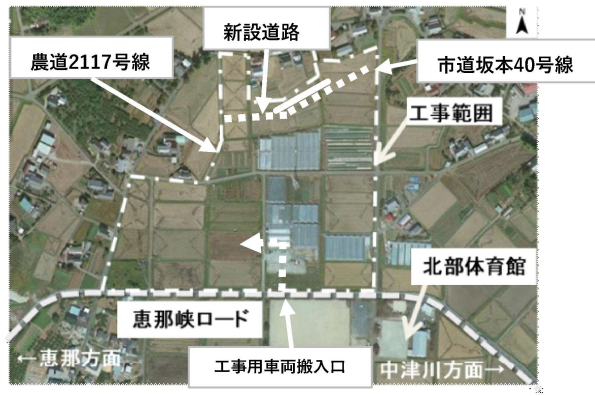 新設道路
N
農道2117号線
市道坂本40号線
工事範囲
北部体育館
恵那峡ロード
←恵那方面
工事用車両搬入口
中津川方面→